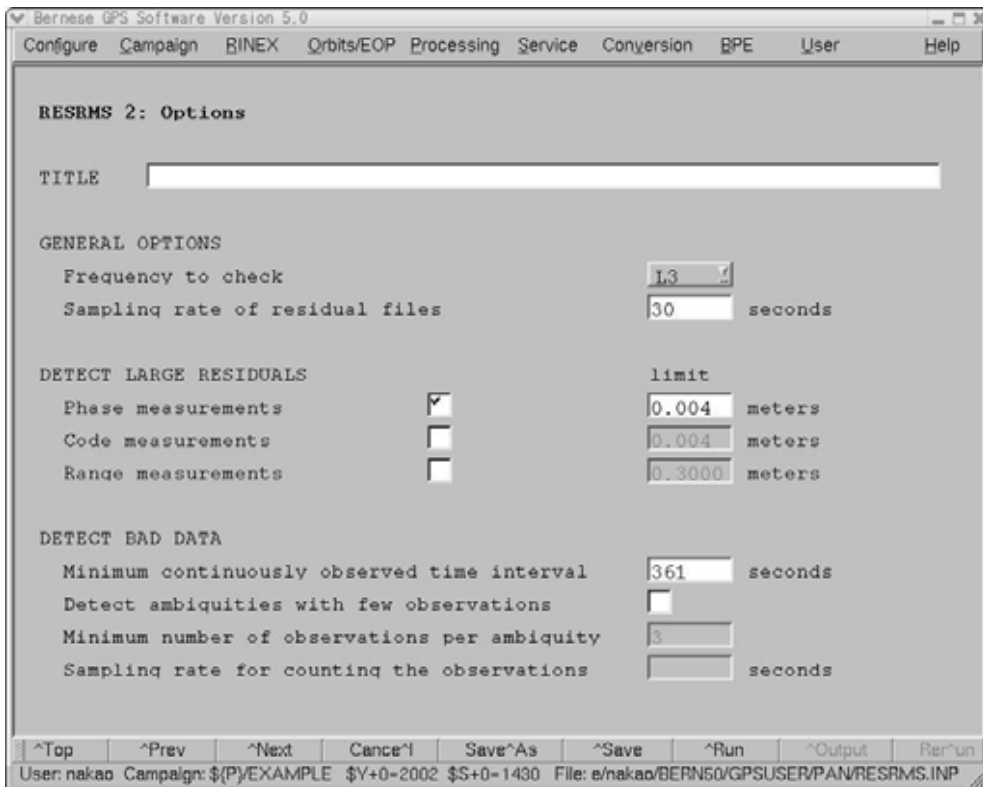 Bernese GPS Software Version 5.0
Configure Campaign RINEX Orbits/EOP Processing Service Conversion BPE User Help
RESRMS 2: Options
TITLE
GENERAL OPTIONS
Frequency to check L3
Sampling rate of residual files 30 seconds
DETECT LARGE RESIDUALS limit
Phase measurements 0.004 meters
Code measurements 0.004 meters
Range measurements 0.3000 meters
DETECT BAD DATA
Minimum continuously observed time interval 361 seconds
Detect ambiguities with few observations
Minimum number of observations per ambiguity 3
Sampling rate for counting the observations seconds
^Top ^Prev ^Next Cance^l Save^As ^Save ^Run ^Output Rer^un
User: nakao Campaign: ${P}/EXAMPLE $Y+0=2002 $S+0=1430 File: e/nakao/BERN50/GPSUSER/PAN/RESRMS.INP